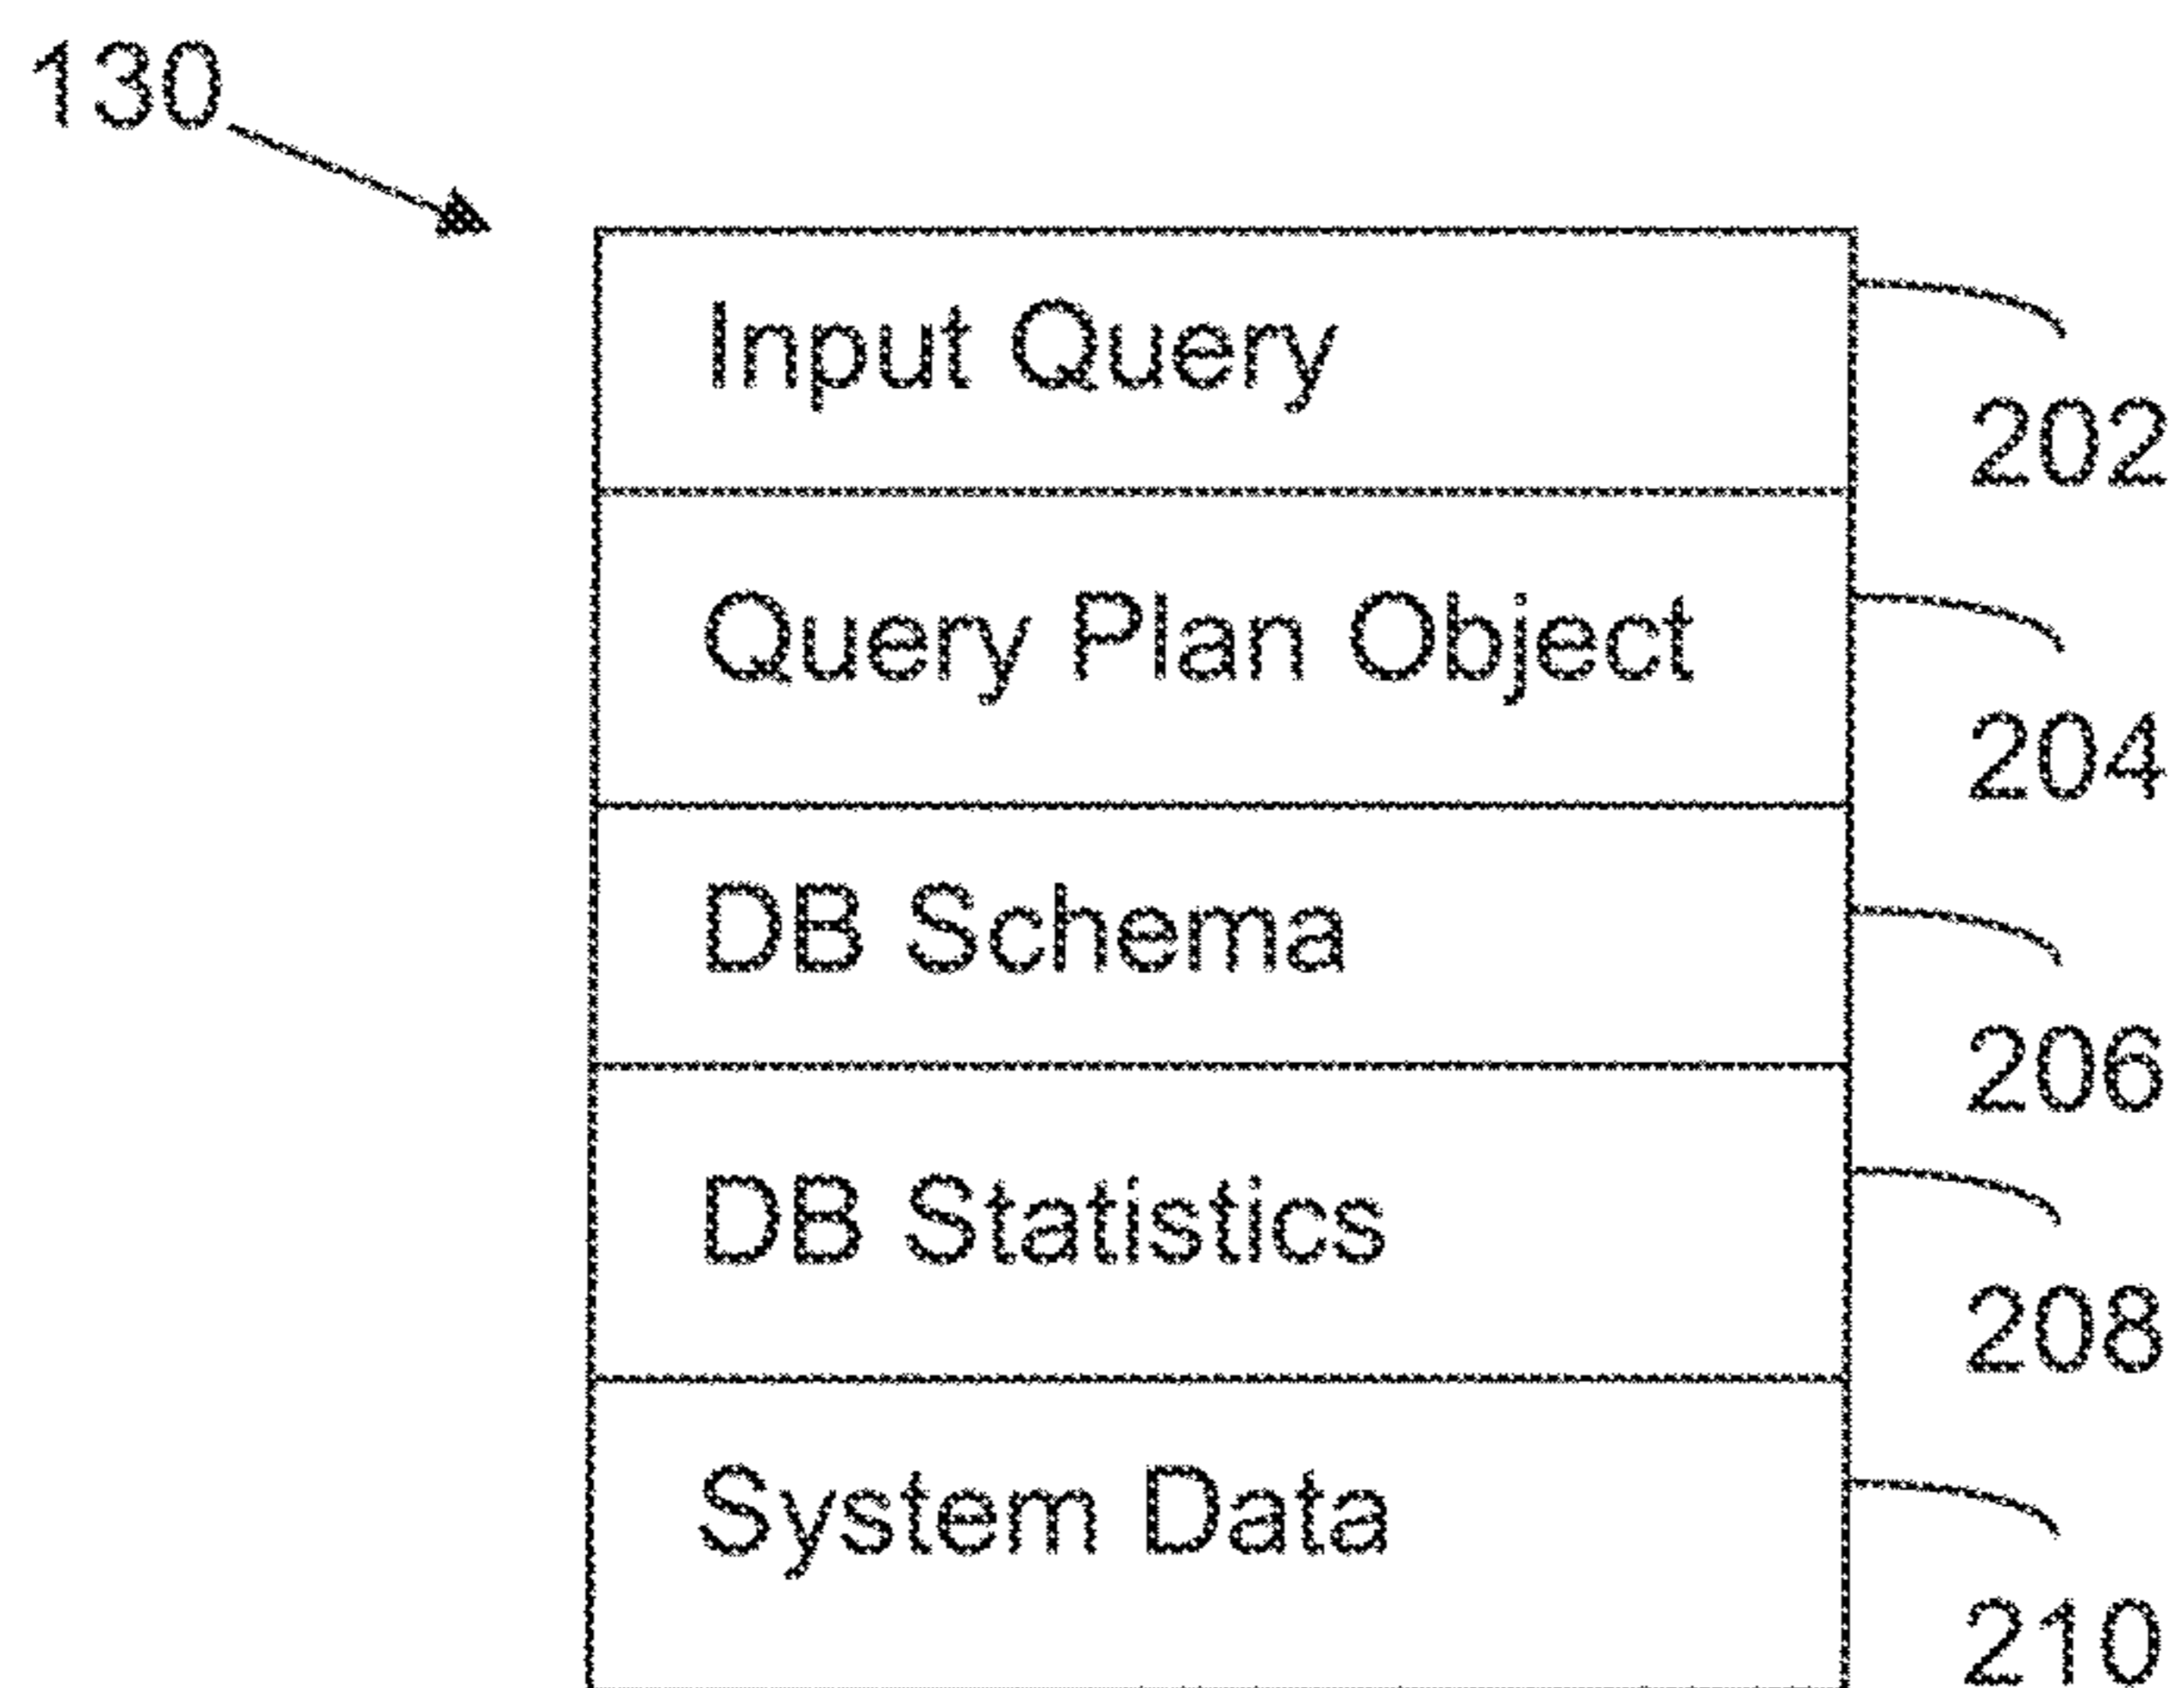 130
Input Query
202
Query Plan Object
204
DB Schema
206
DB Statistics
208
System Data
210